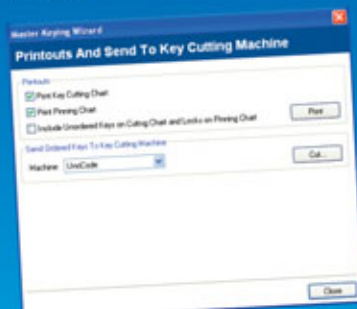 Master Keying Wizard
Printouts And Send To Key Cutting Machine
Printouts
Print Key Cutting Chart
Print Pinning Chart
Include Unordered Keys on Cutting Chart and Locks on Pinning Chart
Print
Send Ordered Keys To Key Cutting Machine
Machine UniCode
Cut...
Close